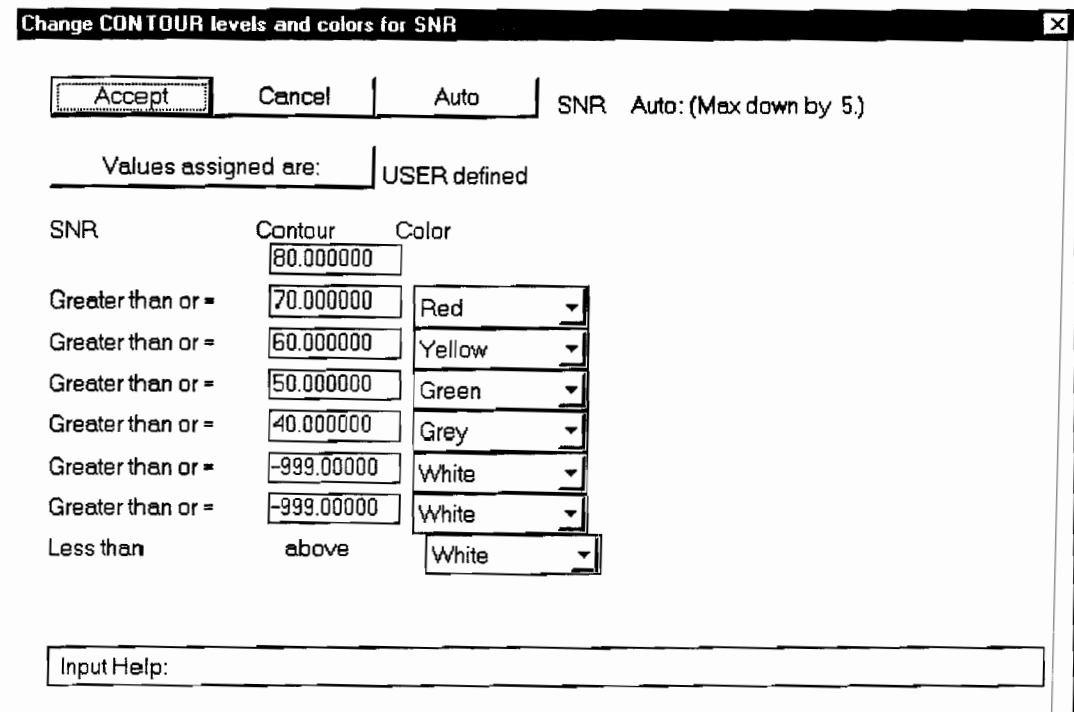 Change CONTOUR levels and colors for SNR
Accept Cancel Auto SNR Auto: (Max down by 5.)
Values assigned are: USER defined
SNR Contour Color
80.000000
Greater than or = 70.000000 Red
Greater than or = 60.000000 Yellow
Greater than or = 50.000000 Green
Greater than or = 40.000000 Grey
Greater than or = -999.00000 White
Greater than or = -999.00000 White
Less than above White
Input Help: